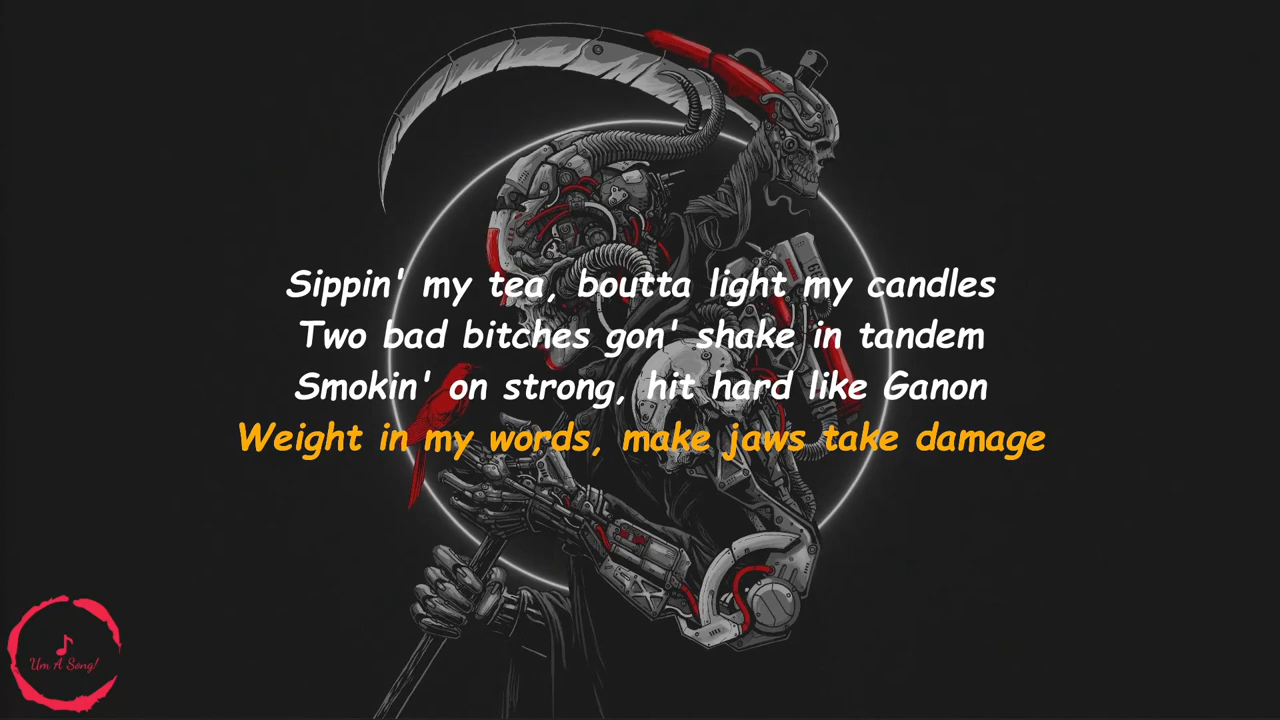 Sippin' my tea, boutta light my candles
Two bad bitches gon' shake in tandem
Smokin' on strong, hit hard like Ganon
Weight in my words, make jaws take damage
Um A Song!